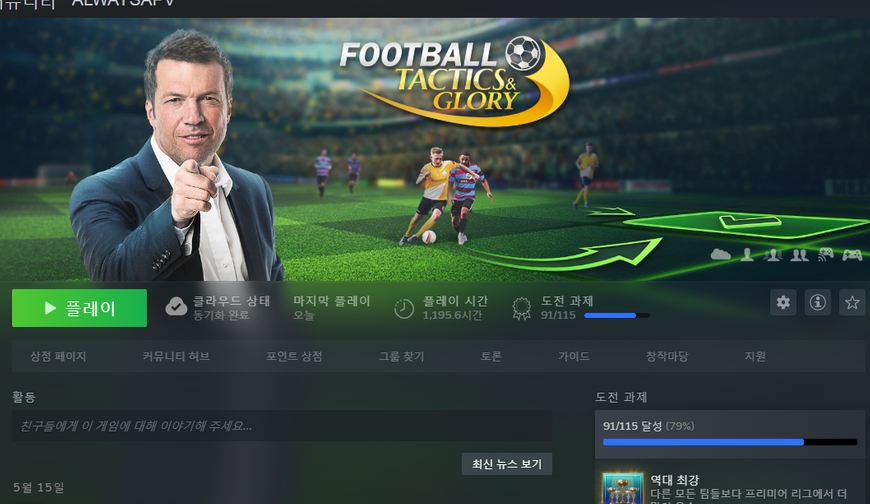 커뮤니티 ALWAYSAPV
FOOTBALL
TACTICS &
GLORY
플레이
클라우드 상태
동기화 완료
마지막 플레이
오늘
플레이 시간
1,195.6시간
도전 과제
91/115
상점 페이지 커뮤니티 허브 포인트 상점 그룹 찾기 토론 가이드 창작마당 지원
활동
친구들에게 이 게임에 대해 이야기해 주세요...
최신 뉴스 보기
5월 15일
도전 과제
91/115 달성 (79%)
역대 최강
다른 모든 팀들보다 프리미어 리그에서 더